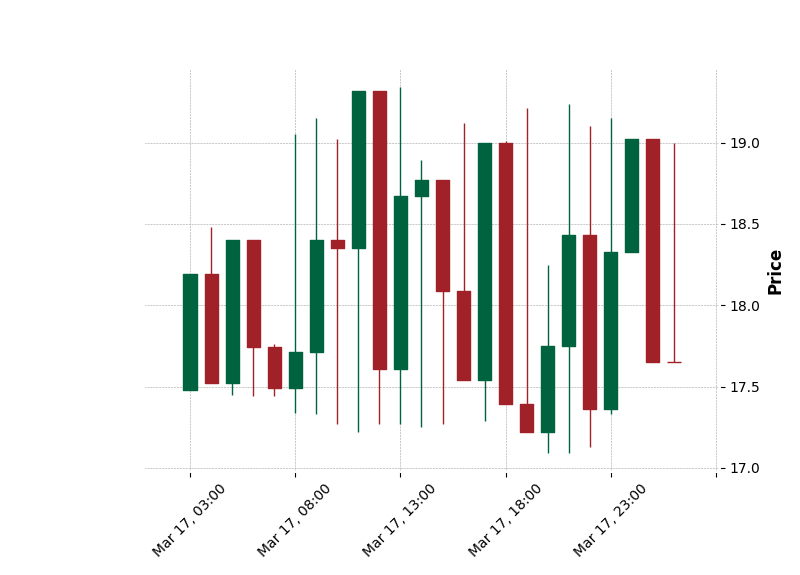 19.0
18.5
18.0
17.5
17.0
Price
Mar 17, 03:00
Mar 17, 08:00
Mar 17, 13:00
Mar 17, 18:00
Mar 17, 23:00